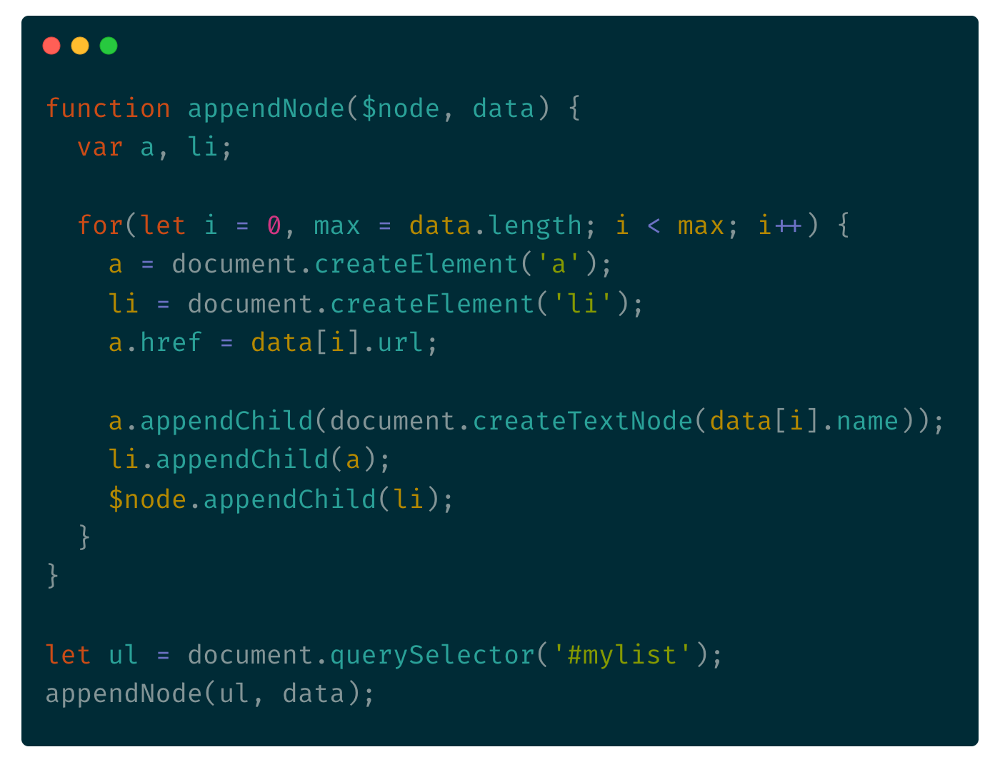 function appendNode($node, data) {
  var a, li;

  for(let i = 0, max = data.length; i < max; i++) {
    a = document.createElement('a');
    li = document.createElement('li');
    a.href = data[i].url;

    a.appendChild(document.createTextNode(data[i].name));
    li.appendChild(a);
    $node.appendChild(li);
  }
}

let ul = document.querySelector('#mylist');
appendNode(ul, data);